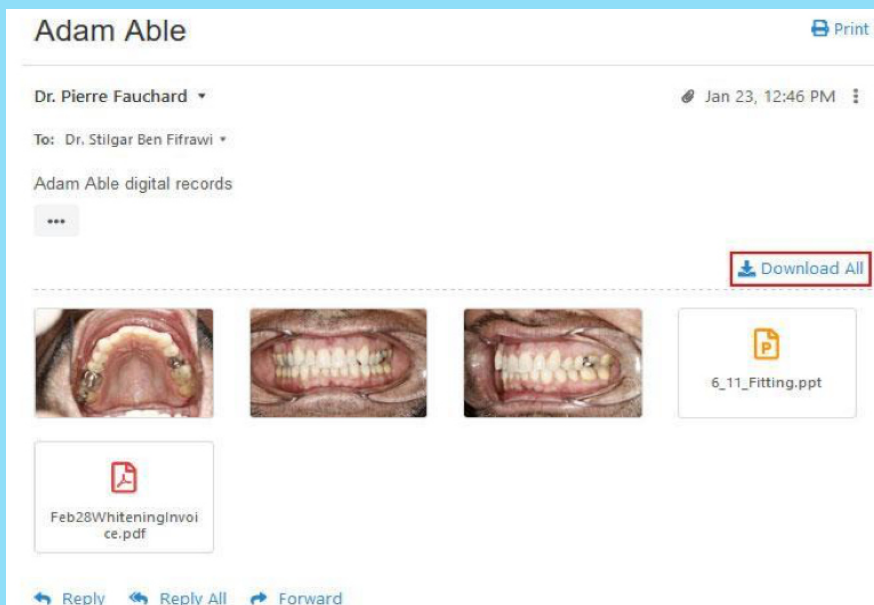 Adam Able
Print
Dr. Pierre Fauchard
Jan 23, 12:46 PM
To: Dr. Stilgar Ben Fifrawi
Adam Able digital records
•••
Download All
P
6_11_Fitting.ppt
Feb28WhiteningInvoi
ce.pdf
Reply Reply All Forward